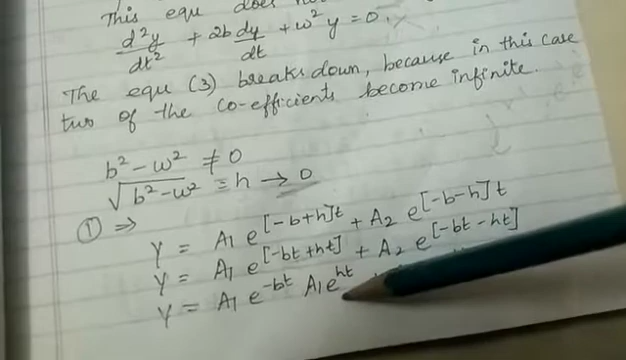 This equ does
d²y/dt² + 2b dy/dt + ω² y = 0.
The equ (3) breaks down, because in this case
two of the co-efficients become infinite.
b² - ω² ≠ 0
√b² - ω² = h → 0
① ⇒
y = A₁ e^[-b+h]t + A₂ e^[-b-h]t
y = A₁ e^[-bt+ht] + A₂ e^[-bt-ht]
y = A₁ e^-bt A₁ e^ht